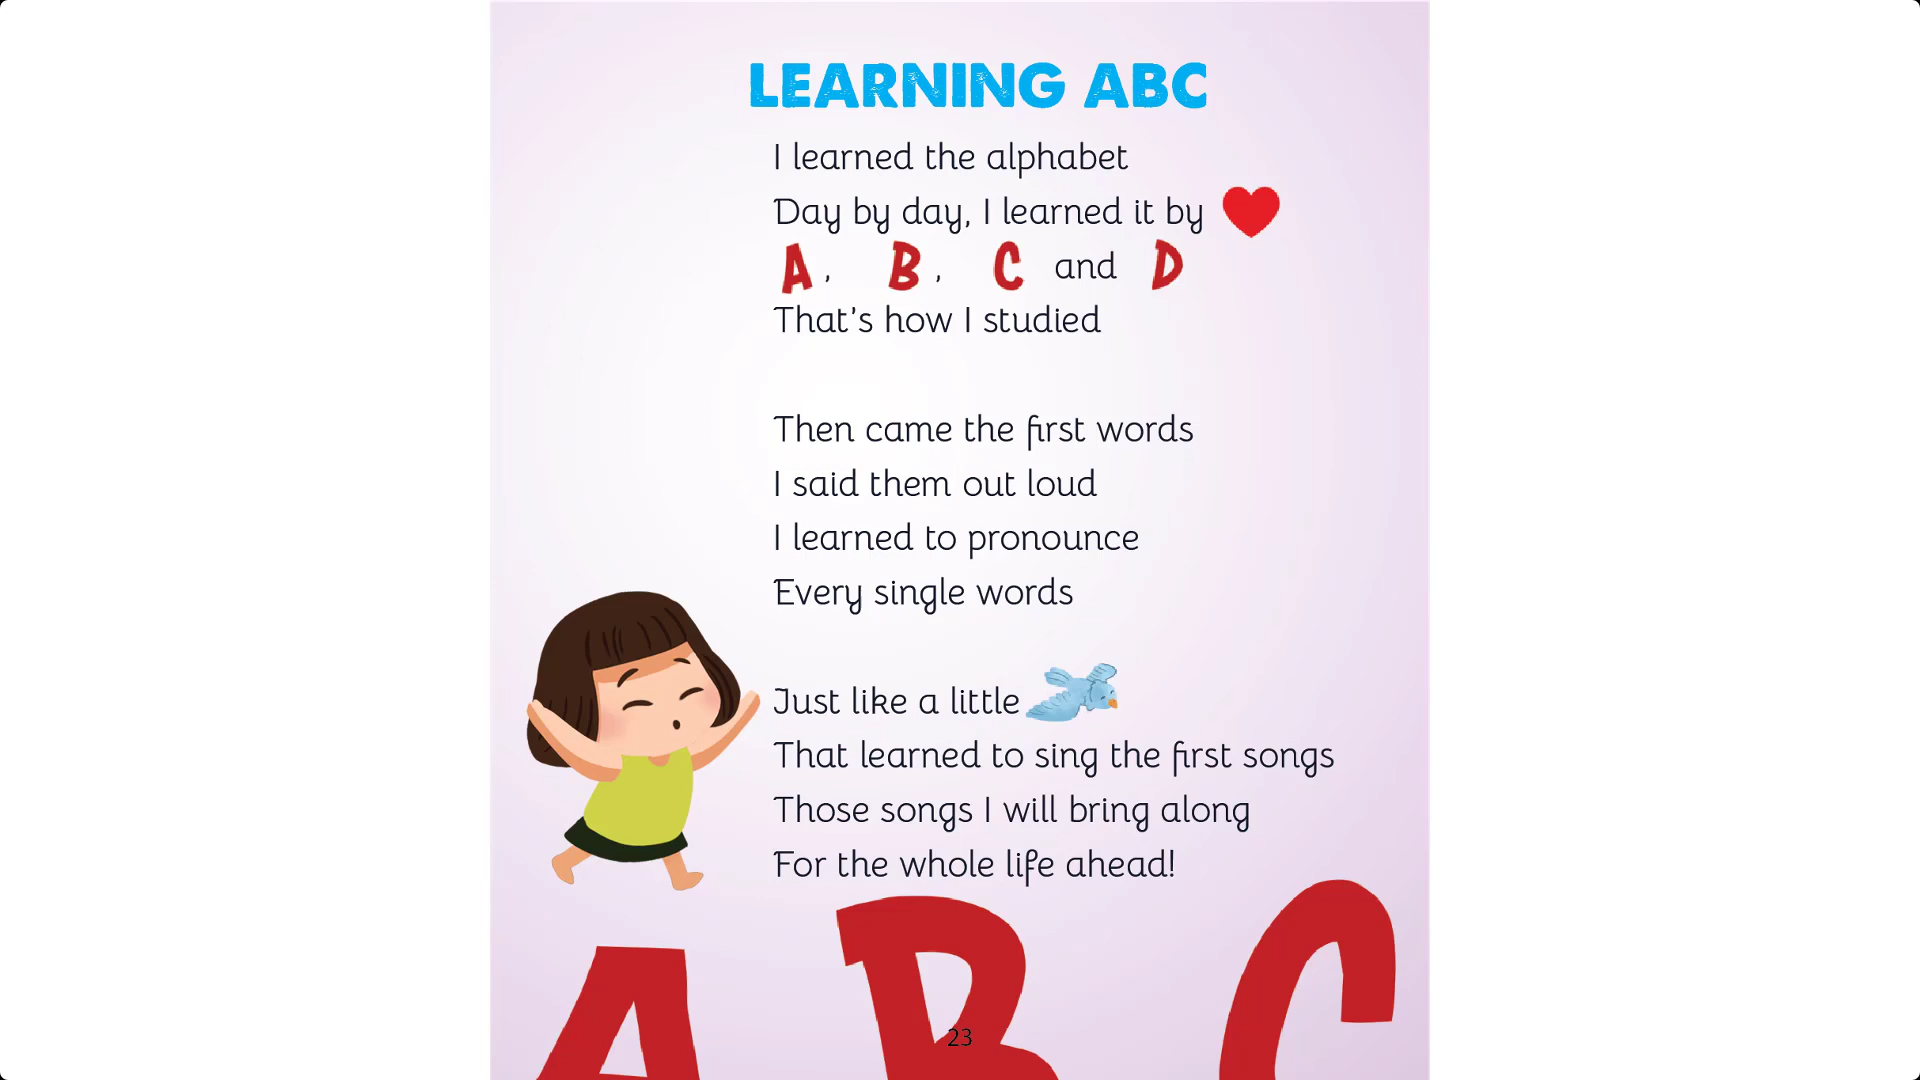 LEARNING ABC
I learned the alphabet
Day by day, I learned it by
A, B, C and D
That's how I studied
Then came the first words
I said them out loud
I learned to pronounce
Every single words
Just like a little
That learned to sing the first songs
Those songs I will bring along
For the whole life ahead!
A B C
23